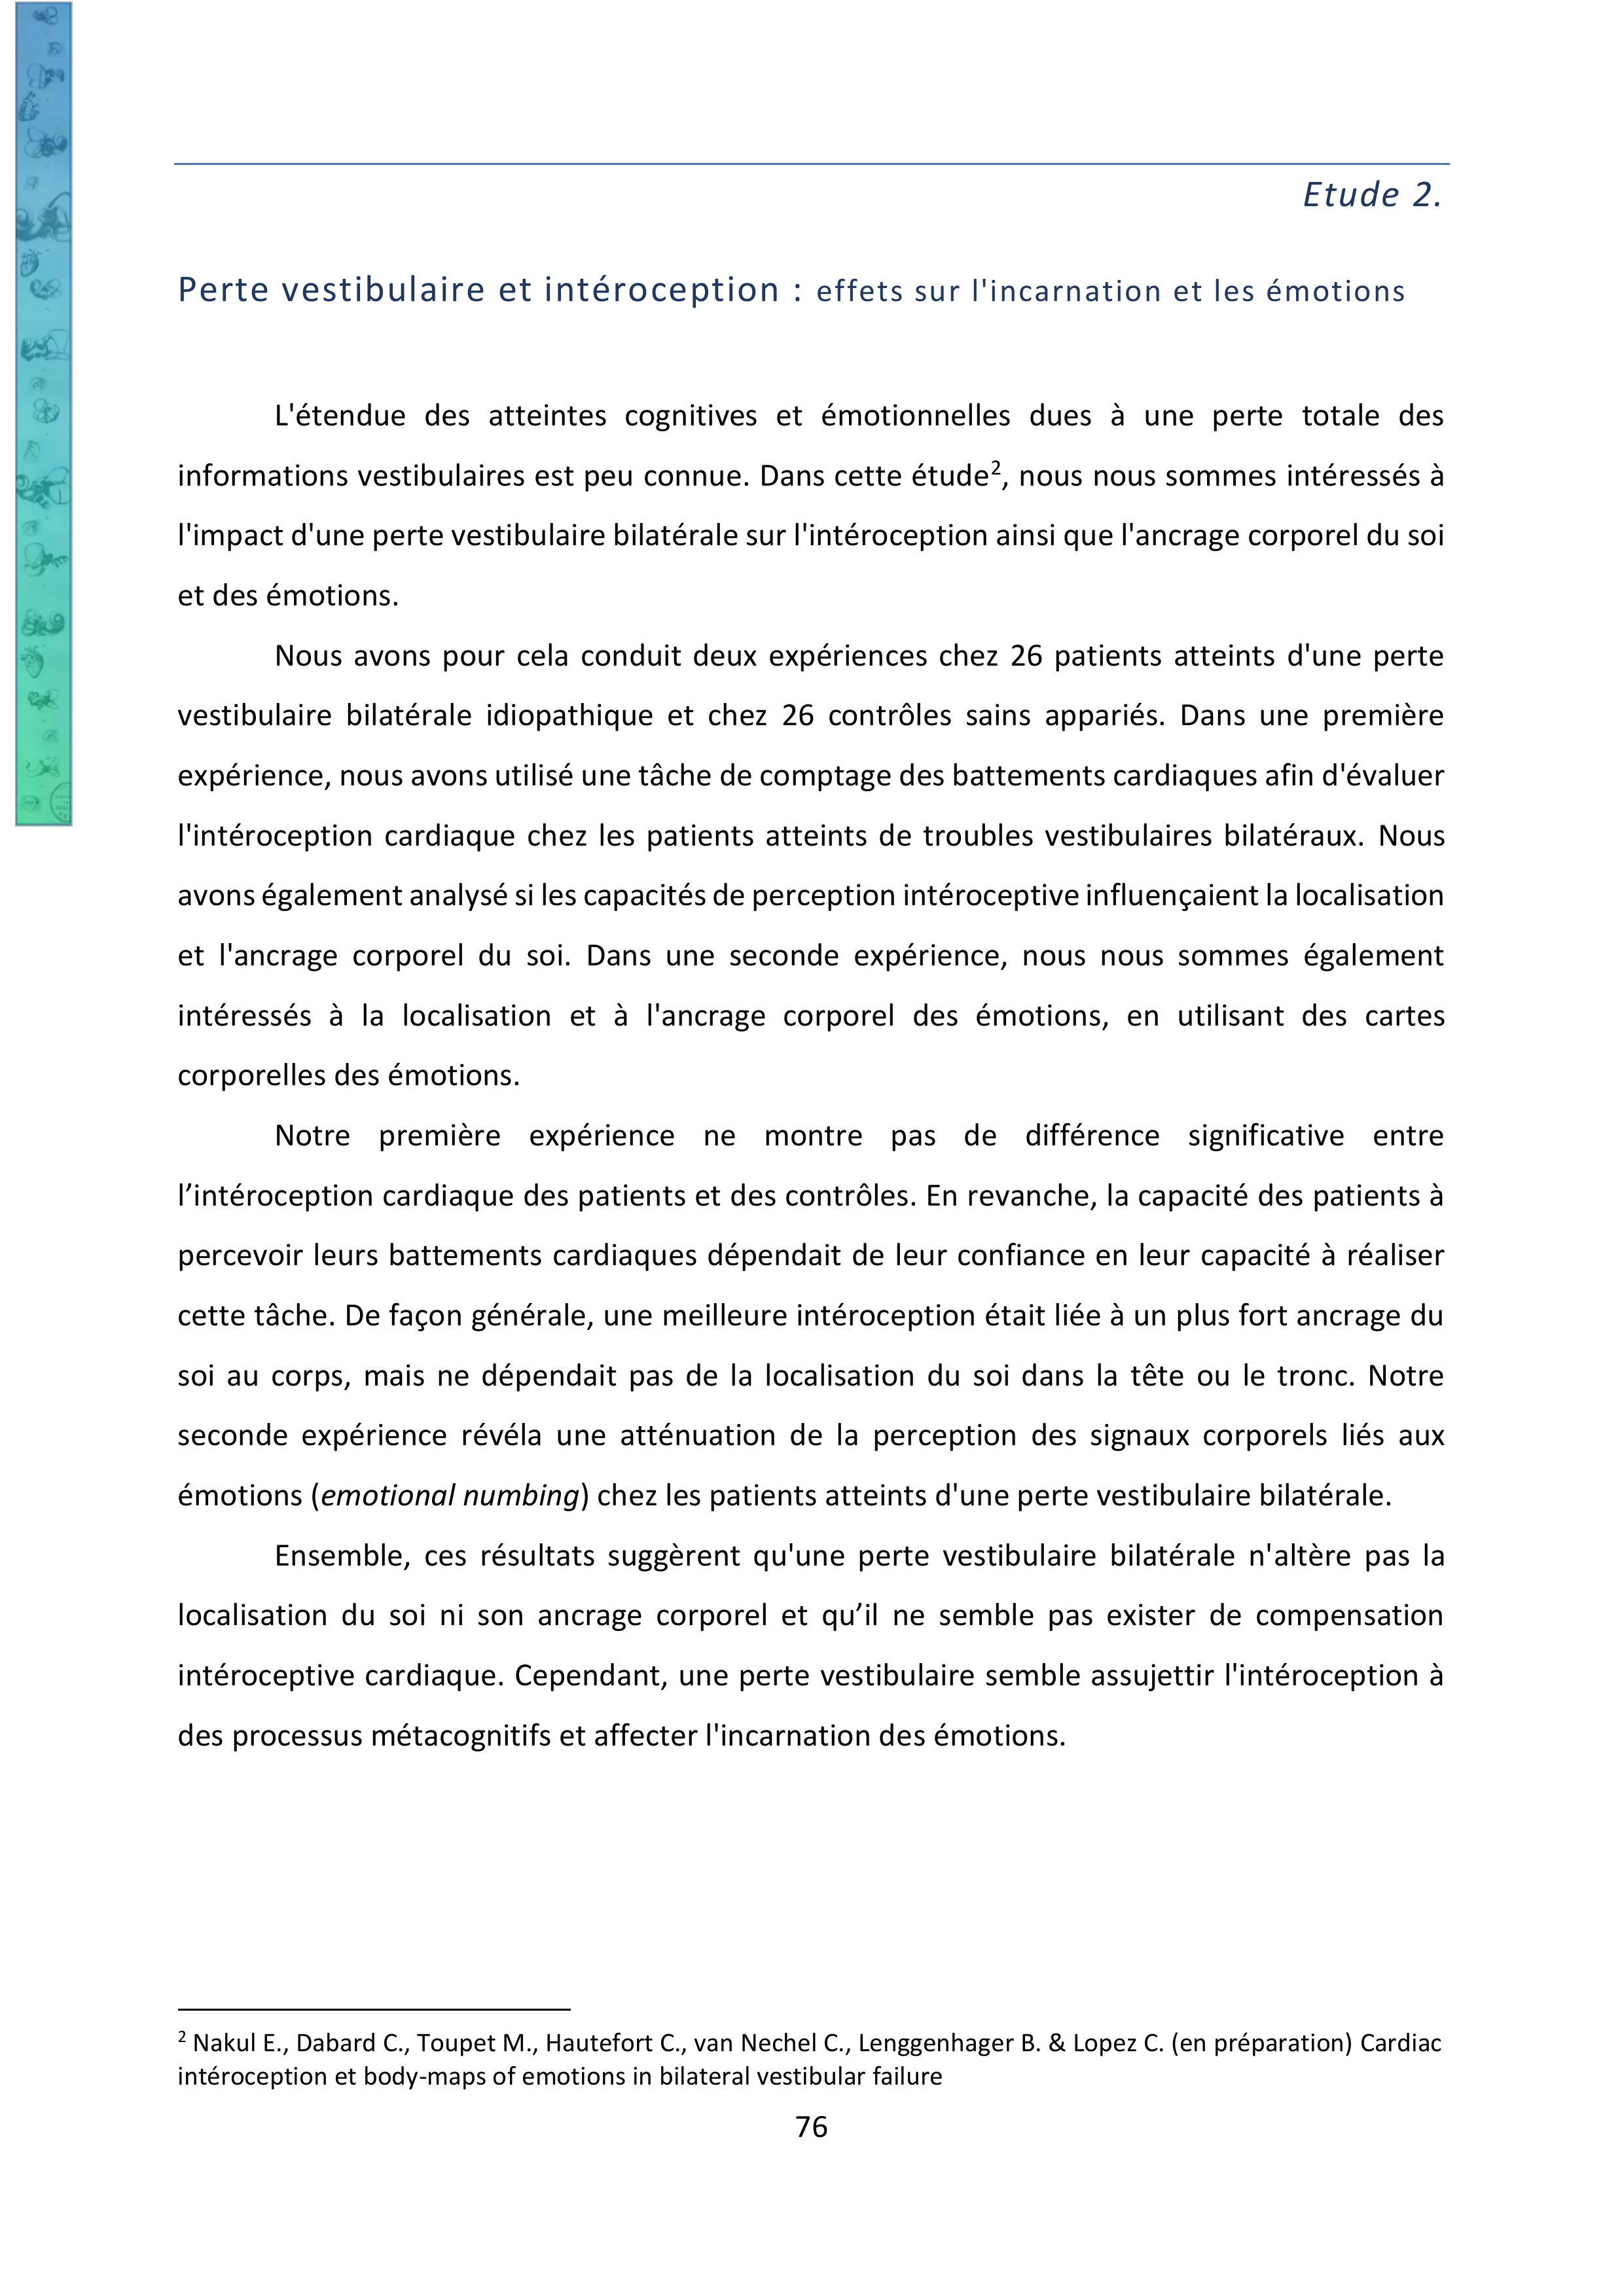 Etude 2.
Perte vestibulaire et intéroception : effets sur l'incarnation et les émotions
L'étendue des atteintes cognitives et émotionnelles dues à une perte totale des
informations vestibulaires est peu connue. Dans cette étude², nous nous sommes intéressés à
l'impact d'une perte vestibulaire bilatérale sur l'intéroception ainsi que l'ancrage corporel du soi
et des émotions.
Nous avons pour cela conduit deux expériences chez 26 patients atteints d'une perte
vestibulaire bilatérale idiopathique et chez 26 contrôles sains appariés. Dans une première
expérience, nous avons utilisé une tâche de comptage des battements cardiaques afin d'évaluer
l'intéroception cardiaque chez les patients atteints de troubles vestibulaires bilatéraux. Nous
avons également analysé si les capacités de perception intéroceptive influençaient la localisation
et l'ancrage corporel du soi. Dans une seconde expérience, nous nous sommes également
intéressés à la localisation et à l'ancrage corporel des émotions, en utilisant des cartes
corporelles des émotions.
Notre première expérience ne montre pas de différence significative entre
l’intéroception cardiaque des patients et des contrôles. En revanche, la capacité des patients à
percevoir leurs battements cardiaques dépendait de leur confiance en leur capacité à réaliser
cette tâche. De façon générale, une meilleure intéroception était liée à un plus fort ancrage du
soi au corps, mais ne dépendait pas de la localisation du soi dans la tête ou le tronc. Notre
seconde expérience révéla une atténuation de la perception des signaux corporels liés aux
émotions (emotional numbing) chez les patients atteints d'une perte vestibulaire bilatérale.
Ensemble, ces résultats suggèrent qu'une perte vestibulaire bilatérale n'altère pas la
localisation du soi ni son ancrage corporel et qu’il ne semble pas exister de compensation
intéroceptive cardiaque. Cependant, une perte vestibulaire semble assujettir l'intéroception à
des processus métacognitifs et affecter l'incarnation des émotions.
² Nakul E., Dabard C., Toupet M., Hautefort C., van Nechel C., Lenggenhager B. & Lopez C. (en préparation) Cardiac
intéroception et body-maps of emotions in bilateral vestibular failure
76